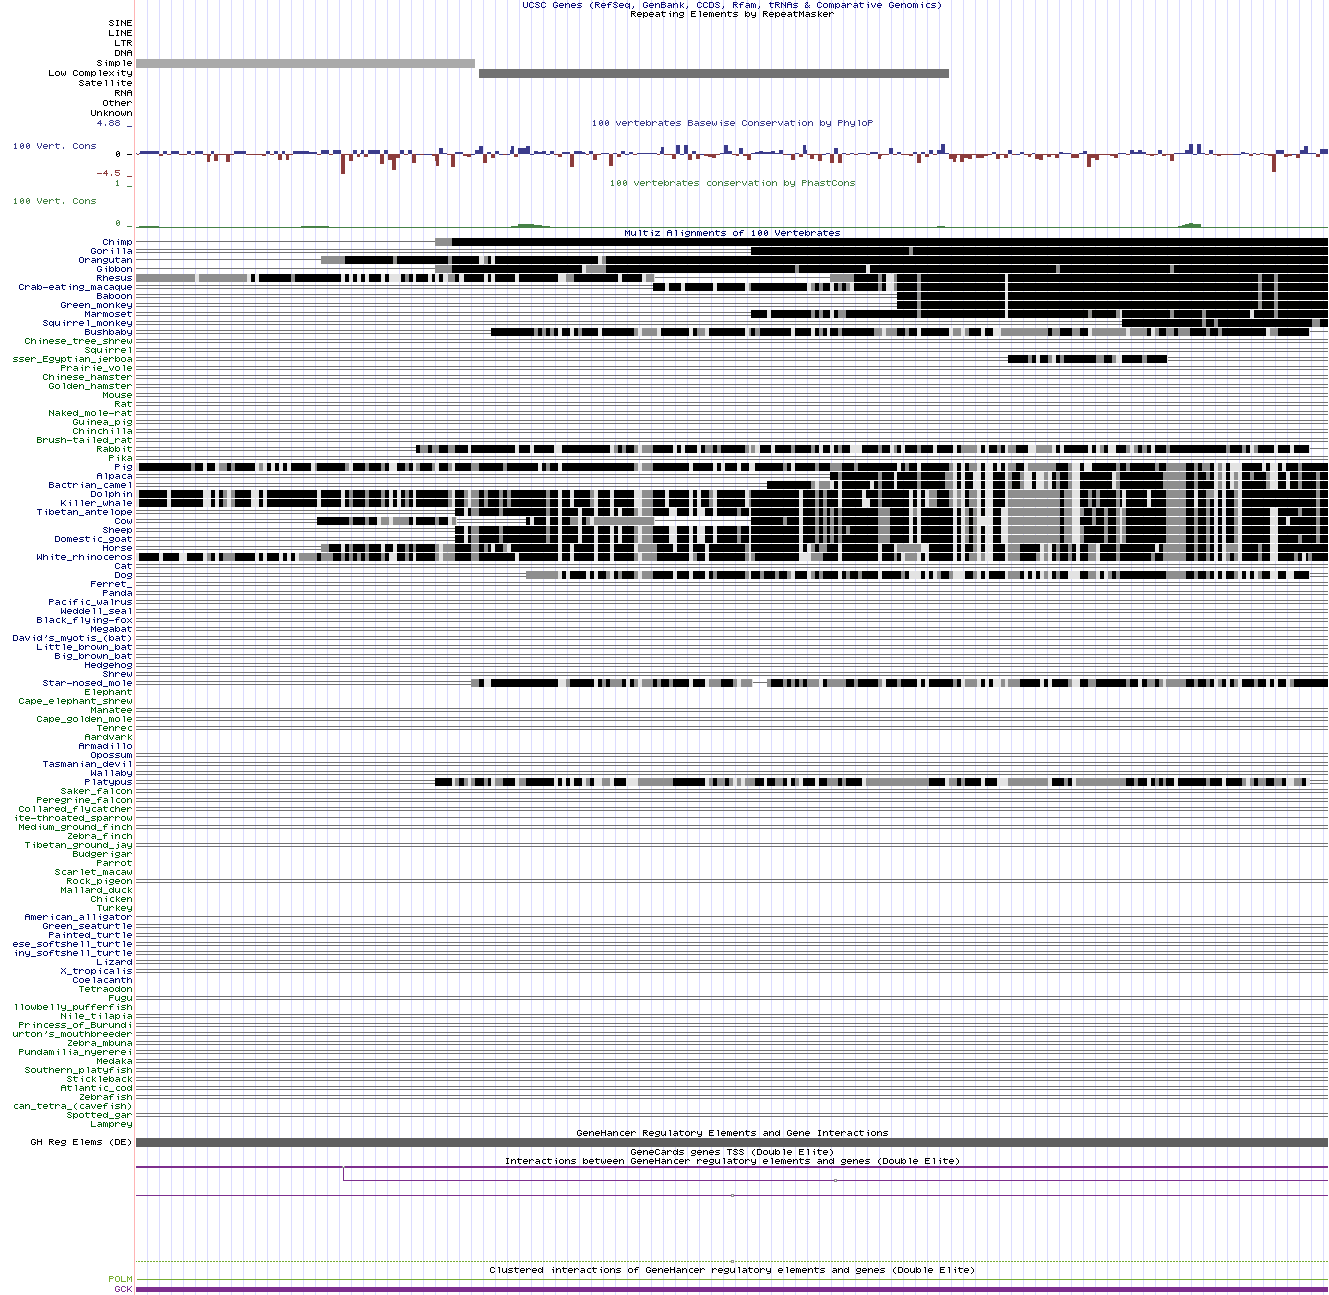 UCSC Genes (RefSeq, GenBank, CCDS, Rfam, tRNAs & Comparative Genomics)
Repeating Elements by RepeatMasker
SINE
LINE
LTR
DNA
Simple
Low Complexity
Satellite
RNA
Other
Unknown
4.88 _
100 vertebrates Basewise Conservation by PhyloP
100 Vert. Cons
0 -
-4.5 _
1 _
100 vertebrates conservation by PhastCons
100 Vert. Cons
0 _
Multiz Alignments of 100 Vertebrates
Chimp
Gorilla
Orangutan
Gibbon
Rhesus
Crab-eating_macaque
Baboon
Green_monkey
Marmoset
Squirrel_monkey
Bushbaby
Chinese_tree_shrew
Squirrel
sser_Egyptian_jerboa
Prairie_vole
Chinese_hamster
Golden_hamster
Mouse
Rat
Naked_mole-rat
Guinea_pig
Chinchilla
Brush-tailed_rat
Rabbit
Pika
Pig
Alpaca
Bactrian_camel
Dolphin
Killer_whale
Tibetan_antelope
Cow
Sheep
Domestic_goat
Horse
White_rhinoceros
Cat
Dog
Ferret_
Panda
Pacific_walrus
Weddell_seal
Black_flying-fox
Megabat
David's_myotis_(bat)
Little_brown_bat
Big_brown_bat
Hedgehog
Shrew
Star-nosed_mole
Elephant
Cape_elephant_shrew
Manatee
Cape_golden_mole
Tenrec
Aardvark
Armadillo
Opossum
Tasmanian_devil
Wallaby
Platypus
Saker_falcon
Peregrine_falcon
Collared_flycatcher
ite-throated_sparrow
Medium_ground_finch
Zebra_finch
Tibetan_ground_jay
Budgerigar
Parrot
Scarlet_macaw
Rock_pigeon
Mallard_duck
Chicken
Turkey
American_alligator
Green_seaturtle
Painted_turtle
ese_softshell_turtle
iny_softshell_turtle
Lizard
X_tropicalis
Coelacanth
Tetraodon
Fugu
llowbelly_pufferfish
Nile_tilapia
Princess_of_Burundi
urton's_mouthbreeder
Zebra_mbuna
Pundamilia_nyererei
Medaka
Southern_platyfish
Stickleback
Atlantic_cod
Zebrafish
can_tetra_(cavefish)
Spotted_gar
Lamprey
GeneHancer Regulatory Elements and Gene Interactions
GH Reg Elems (DE)
GeneCards genes TSS (Double Elite)
Interactions between GeneHancer regulatory elements and genes (Double Elite)
Clustered interactions of GeneHancer regulatory elements and genes (Double Elite)
POLM
GCK